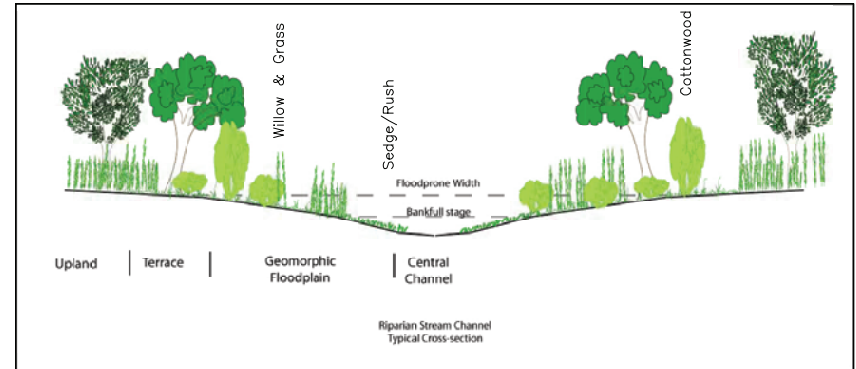 Willow & Grass
Sedge/Rush
Cottonwood
Floodprone Width
Bankfull stage
Upland
Terrace
Geomorphic
Floodplain
Central
Channel
Riparian Stream Channel
Typical Cross-section